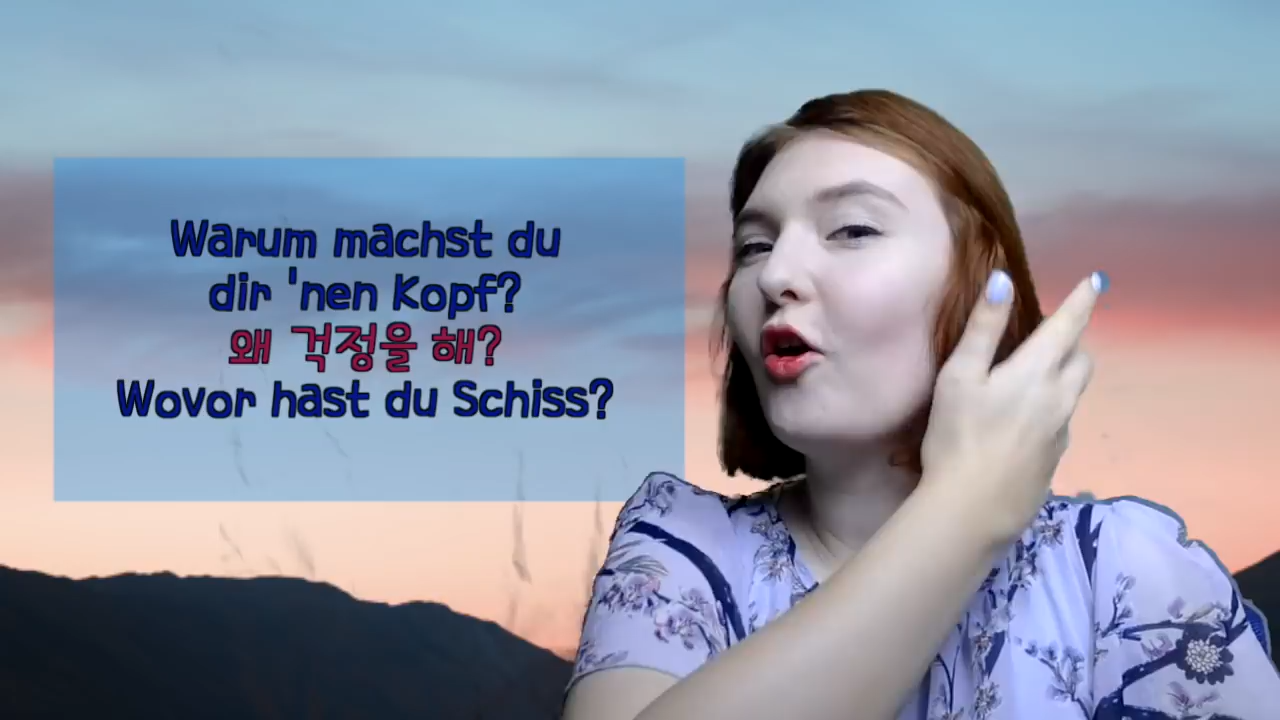 Warum machst du
dir 'nen Kopf?
왜 걱정을 해?
Wovor hast du Schiss?